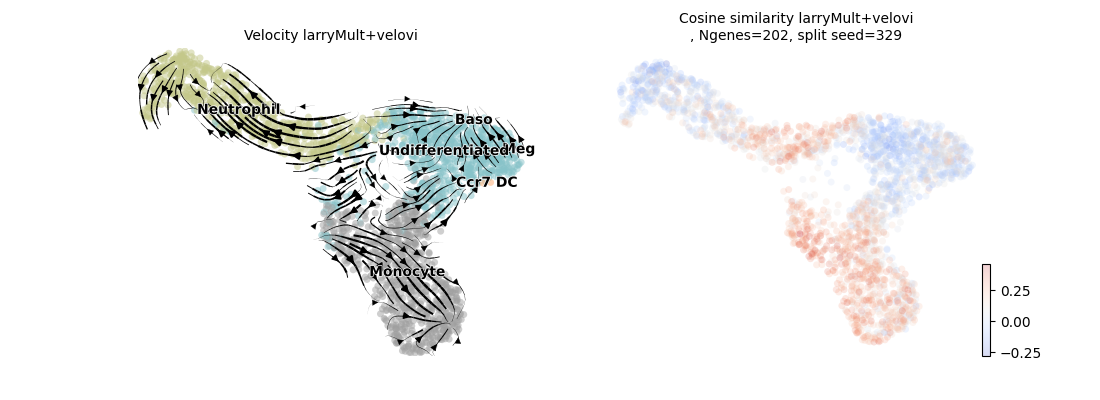 Velocity larryMult+velovi
Neutrophil
Baso
Undifferentiated
Meg
Ccr7 DC
Monocyte
Cosine similarity larryMult+velovi
, Ngenes=202, split seed=329
0.25
0.00
−0.25